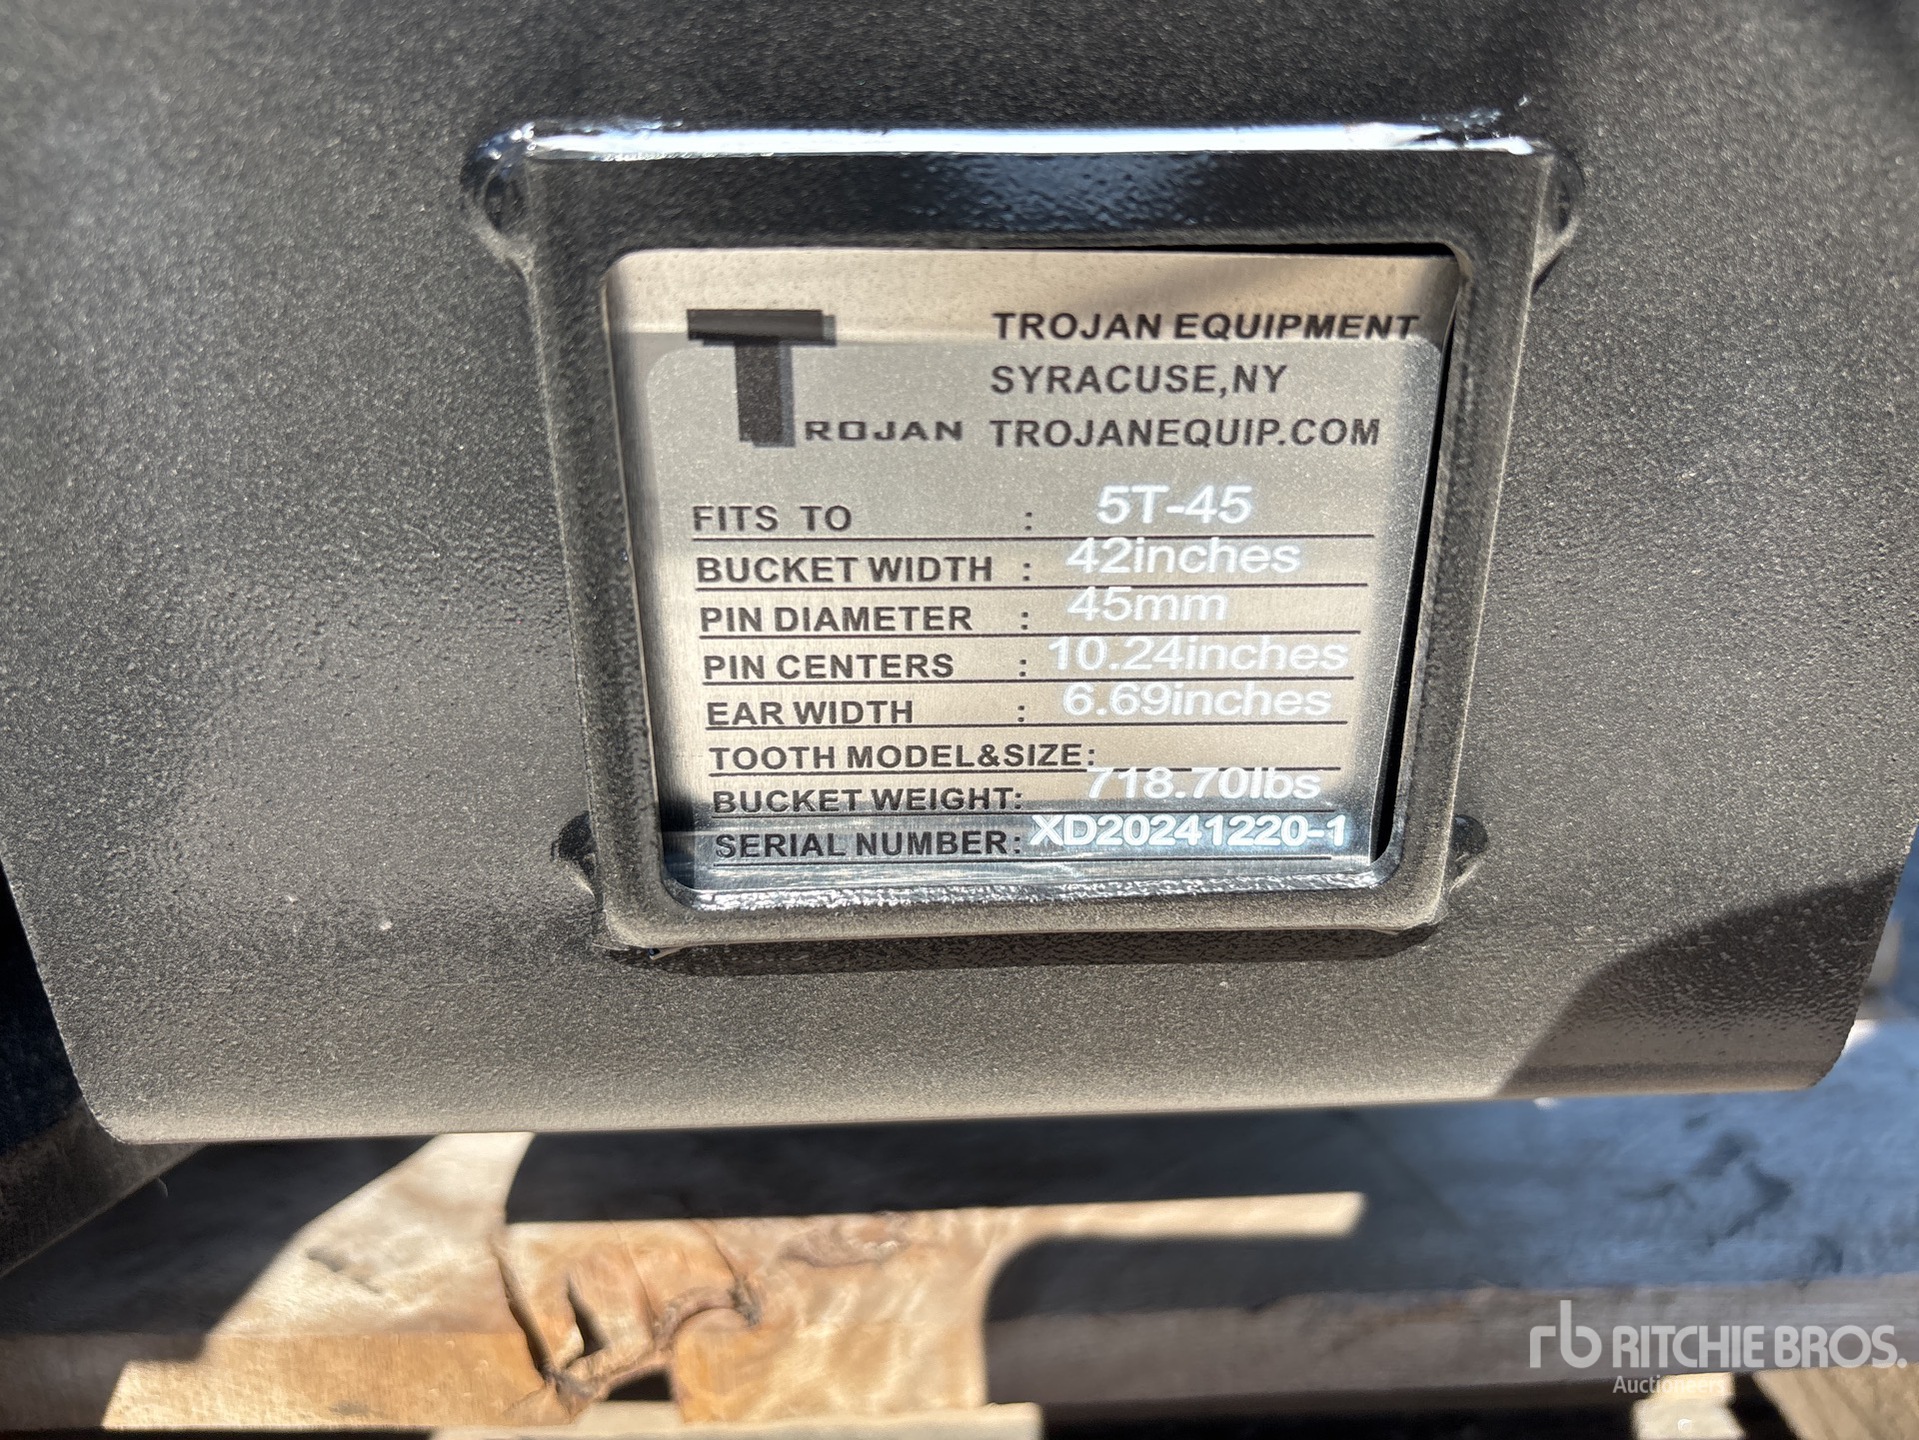 TROJAN
TROJAN EQUIPMENT
SYRACUSE,NY
TROJANEQUIP.COM
FITS TO : 5T-45
BUCKET WIDTH : 42inches
PIN DIAMETER : 45mm
PIN CENTERS : 10.24inches
EAR WIDTH : 6.69inches
TOOTH MODEL&SIZE:
BUCKET WEIGHT: 718.70lbs
SERIAL NUMBER: XD20241220-1
rb RITCHIE BROS.
Auctioneers